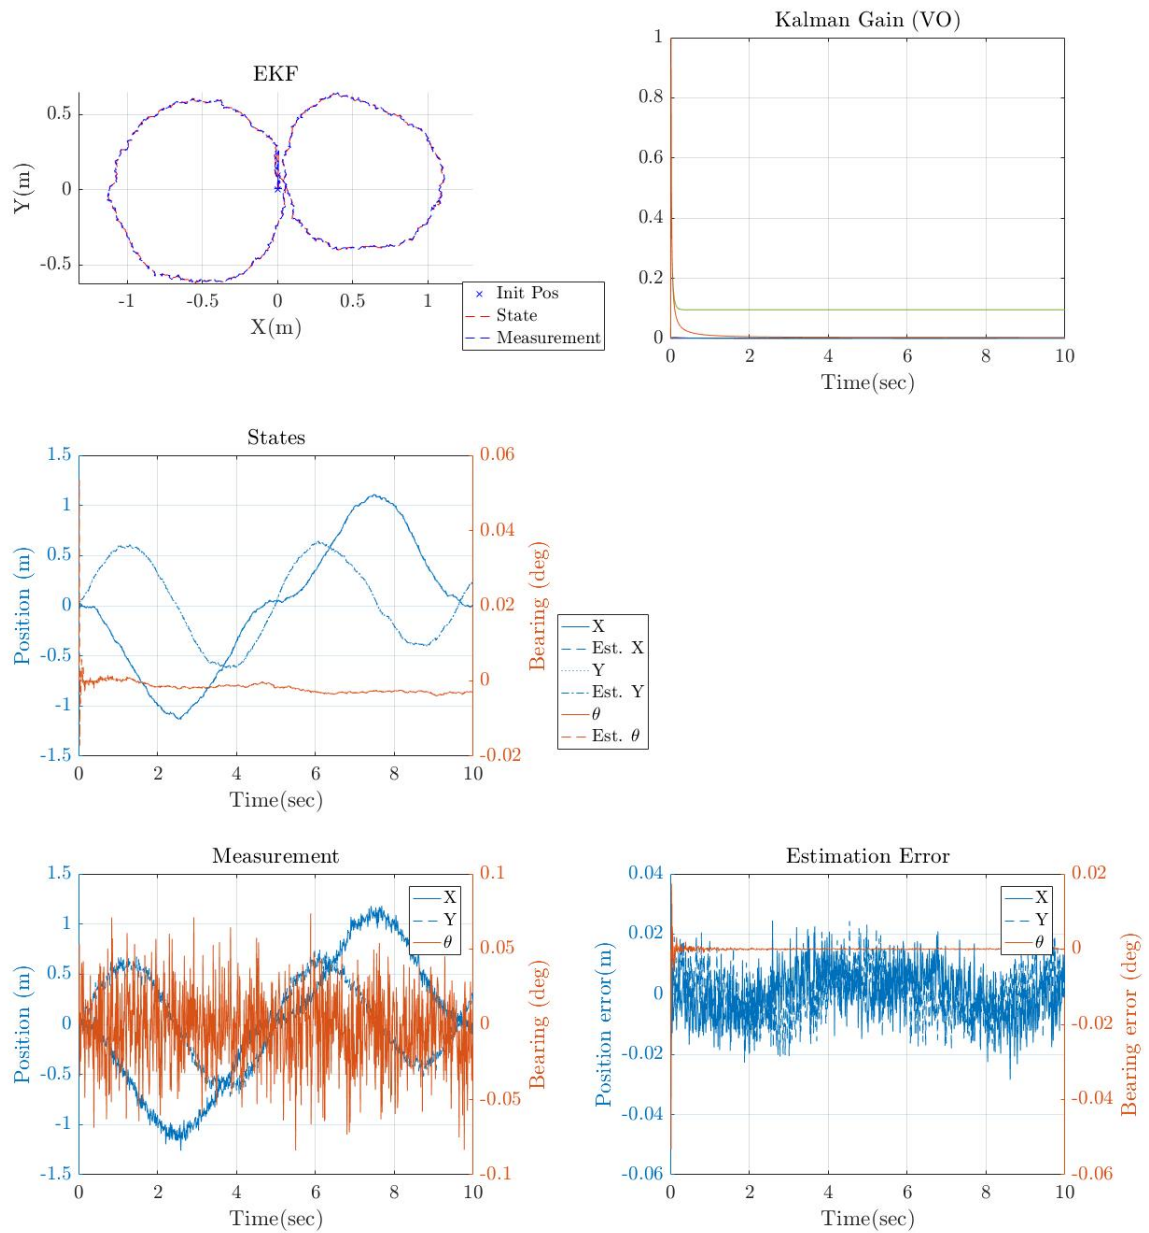 EKF
0.5
0
-0.5
Y(m)
-1 -0.5 0 0.5 1
X(m)
Init Pos
State
Measurement
Kalman Gain (VO)
1
0.8
0.6
0.4
0.2
0
0 2 4 6 8 10
Time(sec)
States
1.5
1
0.5
0
-0.5
-1
-1.5
Position (m)
0.06
0.04
0.02
0
-0.02
Bearing (deg)
0 2 4 6 8 10
Time(sec)
X
Est. X
Y
Est. Y
θ
Est. θ
Measurement
1.5
1
0.5
0
-0.5
-1
-1.5
Position (m)
0.1
0.05
0
-0.05
-0.1
Bearing (deg)
X
Y
θ
0 2 4 6 8 10
Time(sec)
Estimation Error
0.04
0.02
0
-0.02
-0.04
-0.06
Position error(m)
0.02
0
-0.02
-0.04
-0.06
Bearing error (deg)
X
Y
θ
0 2 4 6 8 10
Time(sec)